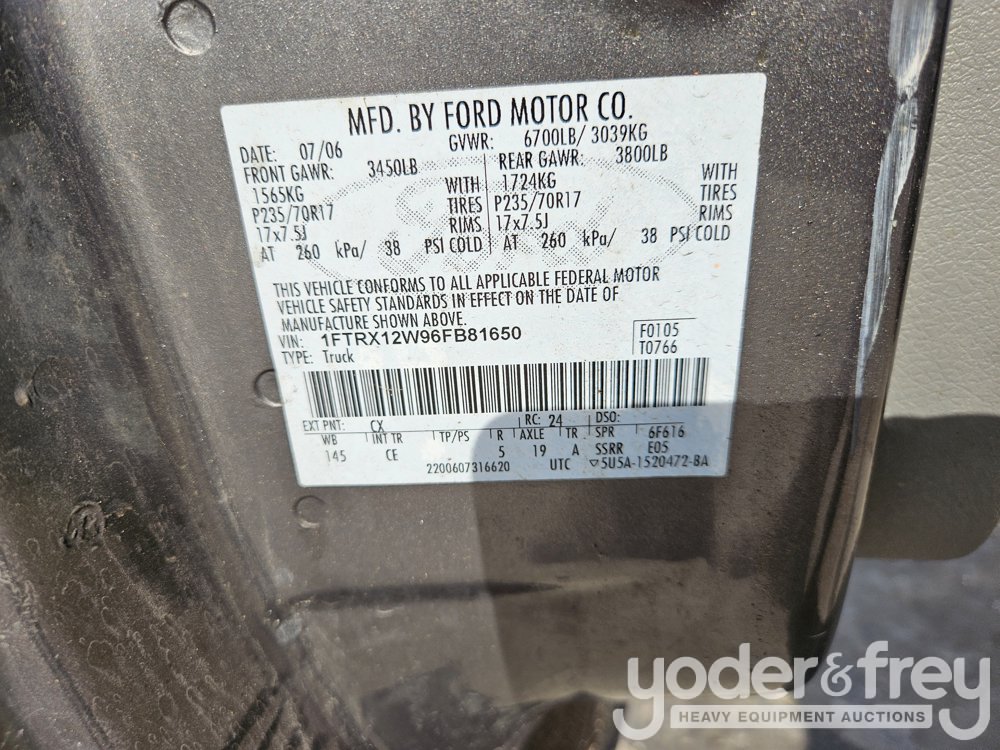 MFD. BY FORD MOTOR CO.
DATE: 07/06 GVWR: 6700LB/ 3039KG
FRONT GAWR: 3450LB REAR GAWR: 3800LB
1565KG WITH 1724KG WITH
P235/70R17 TIRES P235/70R17 TIRES
17x7.5J RIMS 17x7.5J RIMS
AT 260 kPa/ 38 PSI COLD AT 260 kPa/ 38 PSI COLD
THIS VEHICLE CONFORMS TO ALL APPLICABLE FEDERAL MOTOR
VEHICLE SAFETY STANDARDS IN EFFECT ON THE DATE OF
MANUFACTURE SHOWN ABOVE.
VIN: 1FTRX12W96FB81650 F0105
TYPE: Truck T0766
EXT PNT: CX RC: 24 DSO:
WB INT TR TP/PS R AXLE TR SPR 6F616
145 CE - 5 19 A SSRR E05
2200607316620 UTC 5U5A-1520472-BA
yoder&frey
HEAVY EQUIPMENT AUCTIONS